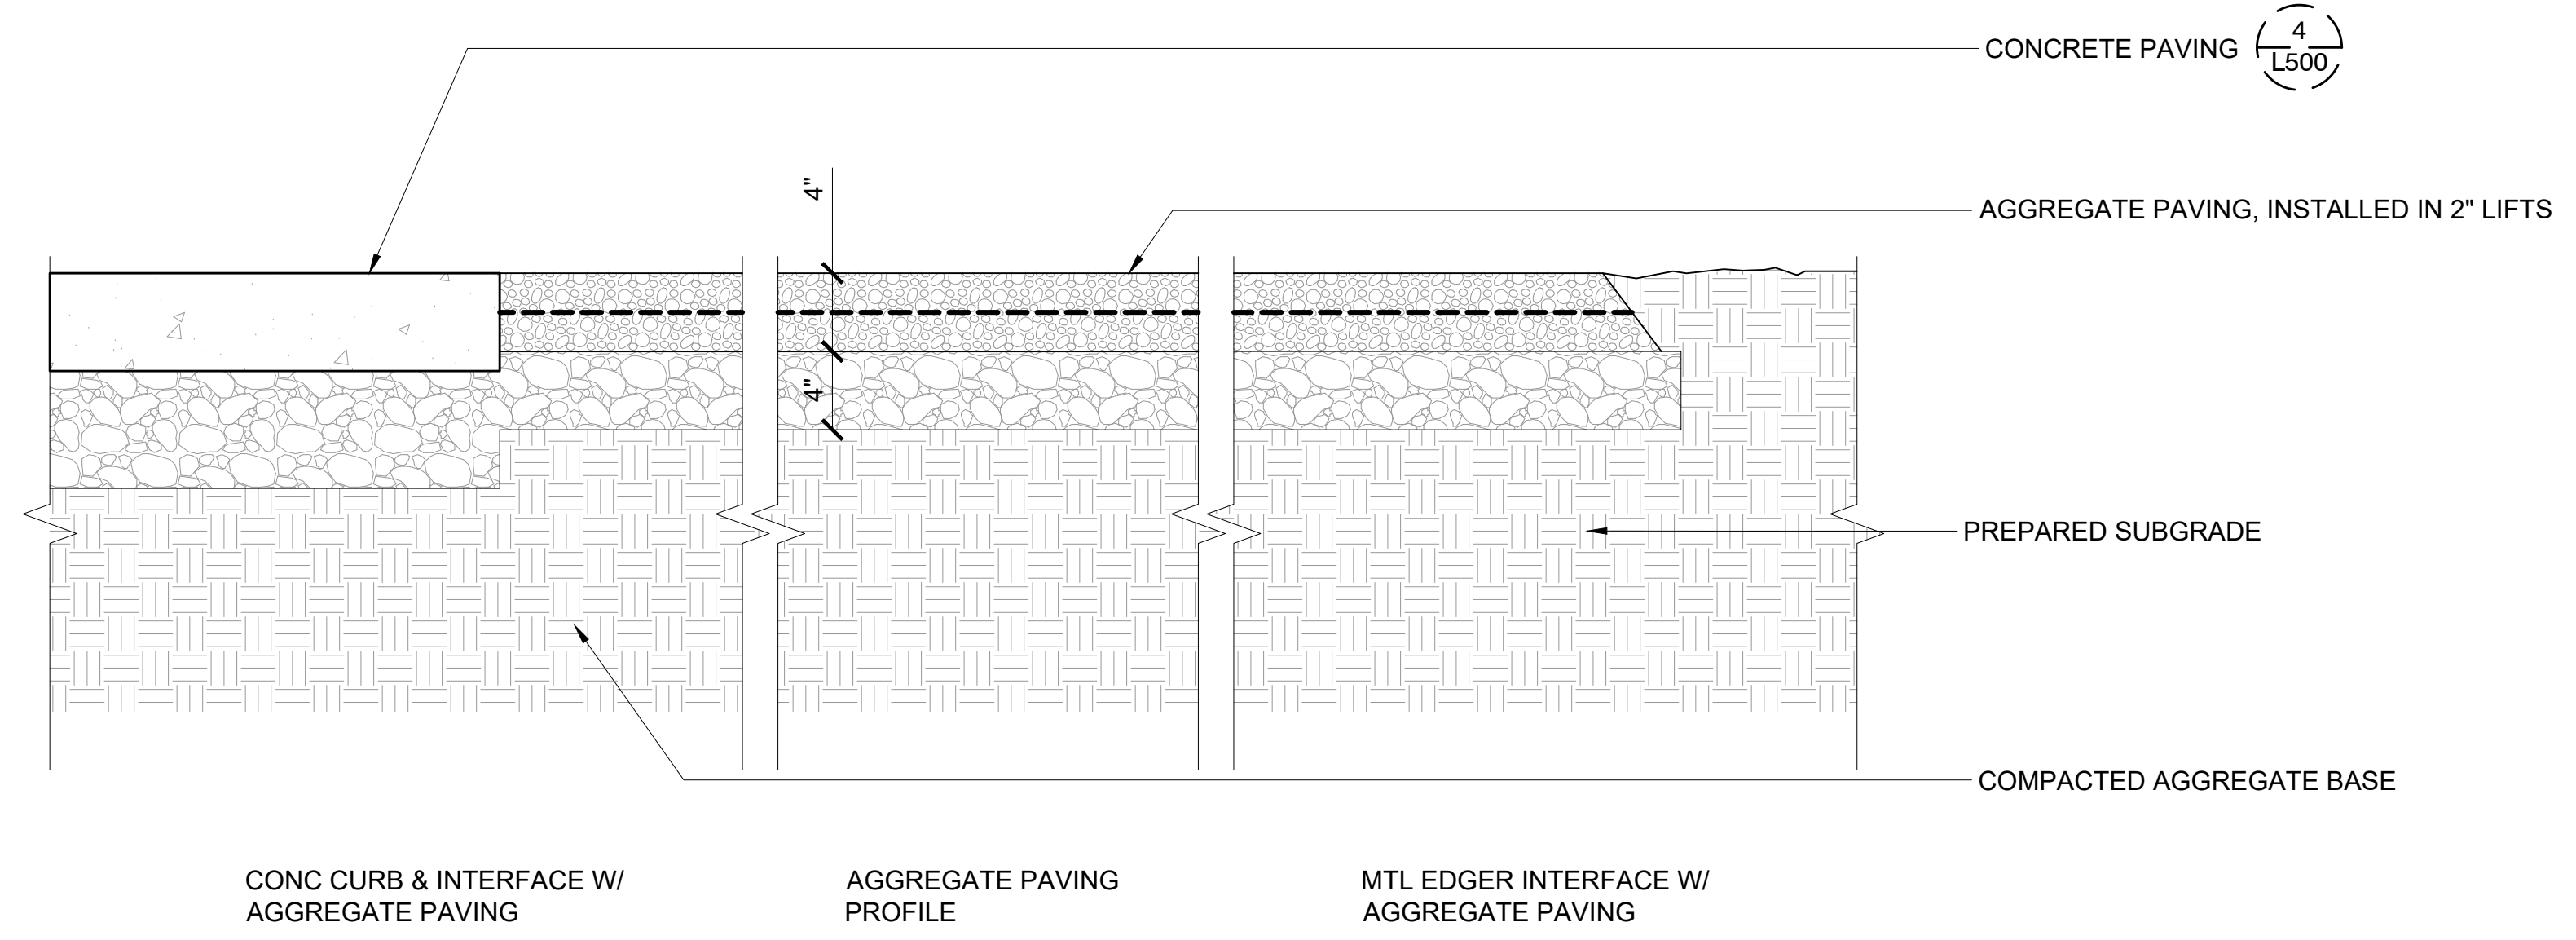 CONCRETE PAVING
4
L500
4"
AGGREGATE PAVING, INSTALLED IN 2" LIFTS
4"
PREPARED SUBGRADE
COMPACTED AGGREGATE BASE
CONC CURB & INTERFACE W/
AGGREGATE PAVING
AGGREGATE PAVING
PROFILE
MTL EDGER INTERFACE W/
AGGREGATE PAVING